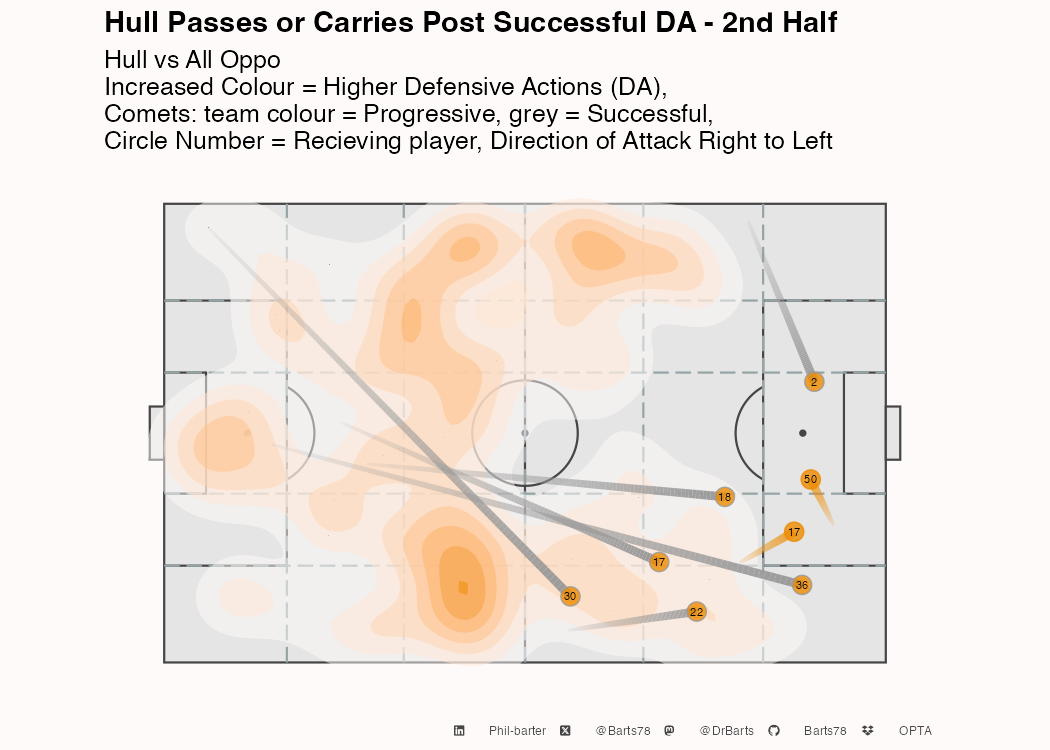 Hull Passes or Carries Post Successful DA - 2nd Half
Hull vs All Oppo
Increased Colour = Higher Defensive Actions (DA),
Comets: team colour = Progressive, grey = Successful,
Circle Number = Recieving player, Direction of Attack Right to Left
2
50
18
17
17
36
30
22
Phil-barter @Barts78 @DrBarts Barts78 OPTA